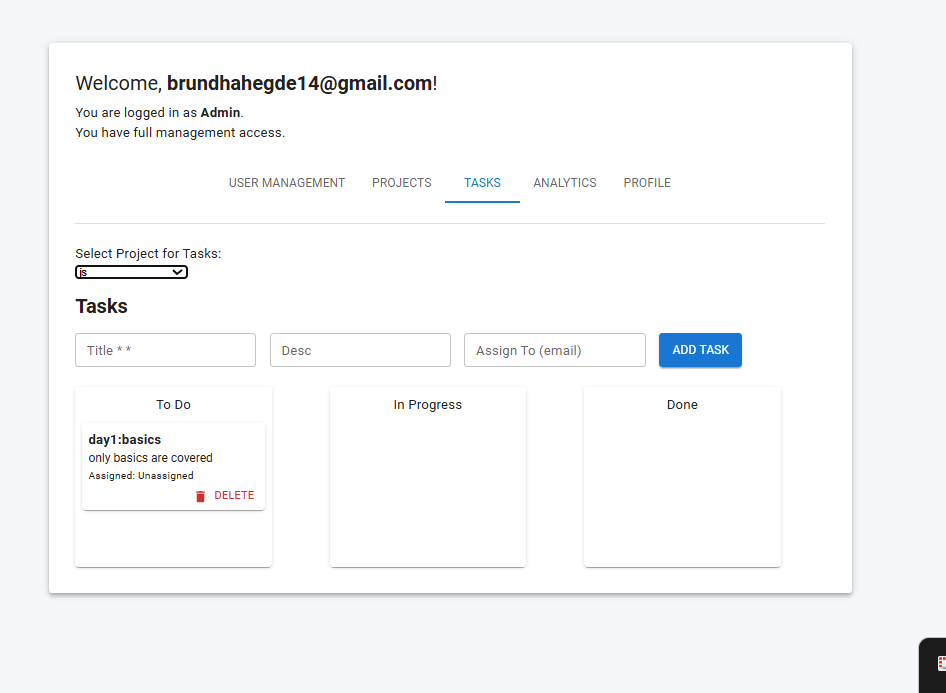 Welcome, brundhahegde14@gmail.com!
You are logged in as Admin.
You have full management access.
USER MANAGEMENT PROJECTS TASKS ANALYTICS PROFILE
Select Project for Tasks:
js
Tasks
Title * * Desc Assign To (email) ADD TASK
To Do In Progress Done
day1:basics
only basics are covered
Assigned: Unassigned
DELETE